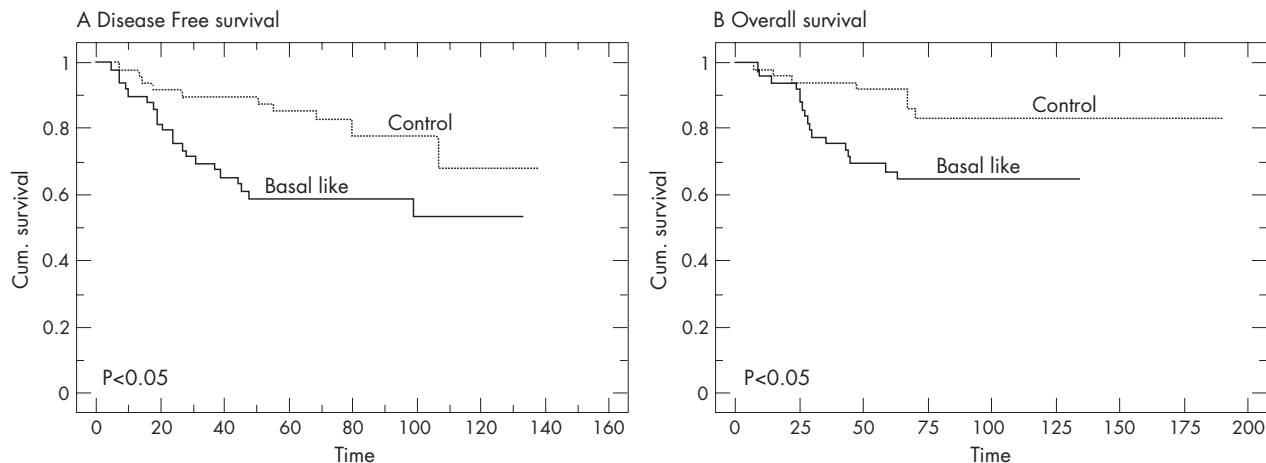 A Disease Free survival
1
0.8
0.6
0.4
0.2
0
Cum. survival
Control
Basal like
P<0.05
0 20 40 60 80 100 120 140 160
Time
B Overall survival
1
0.8
0.6
0.4
0.2
0
Cum. survival
Control
Basal like
P<0.05
0 25 50 75 100 125 150 175 200
Time